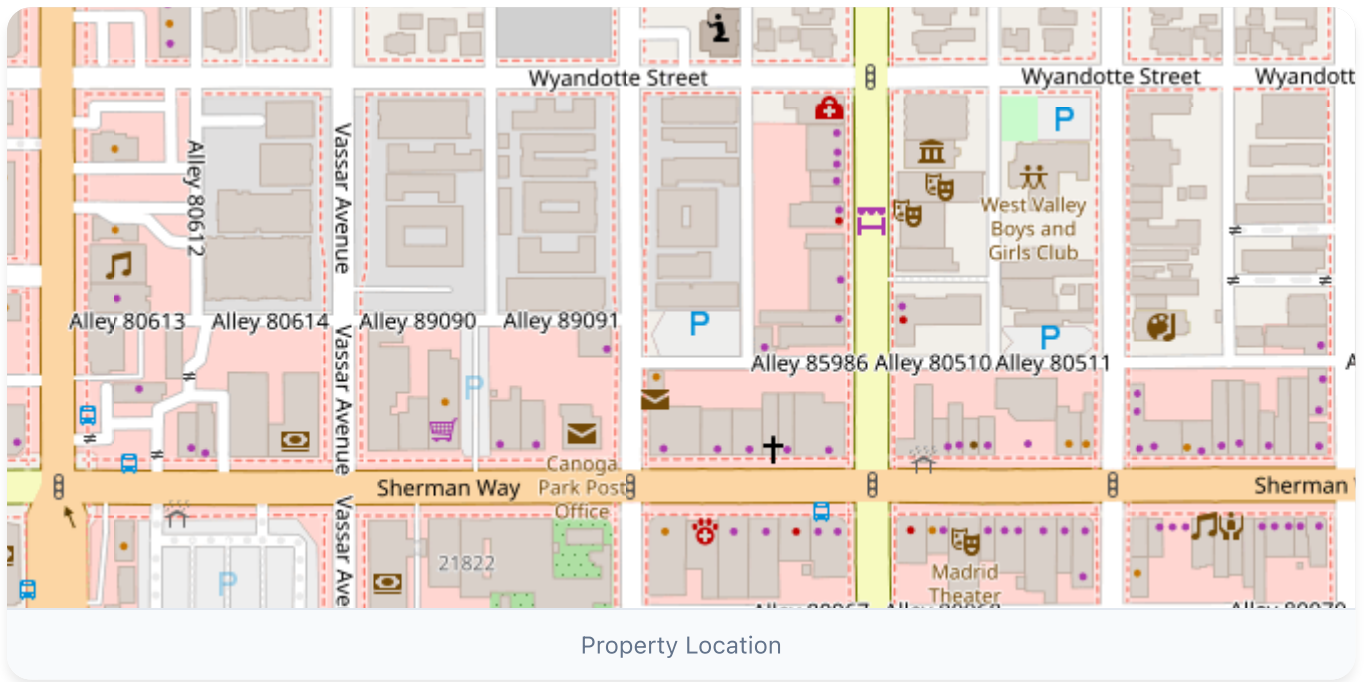 Wyandotte Street
Wyandotte Street
Wyandott
P
Alley 80612
Vassar Avenue
West Valley
Boys and
Girls Club
P
Alley 80613
Alley 80614
Alley 89090
Alley 89091
P
Vassar Avenue
Alley 85986
Alley 80510
Alley 80511
A
P
Canoga
Park Post
Office
Sherman Way
Sherman
Vassar Ave
21822
P
Madrid
Theater
Property Location